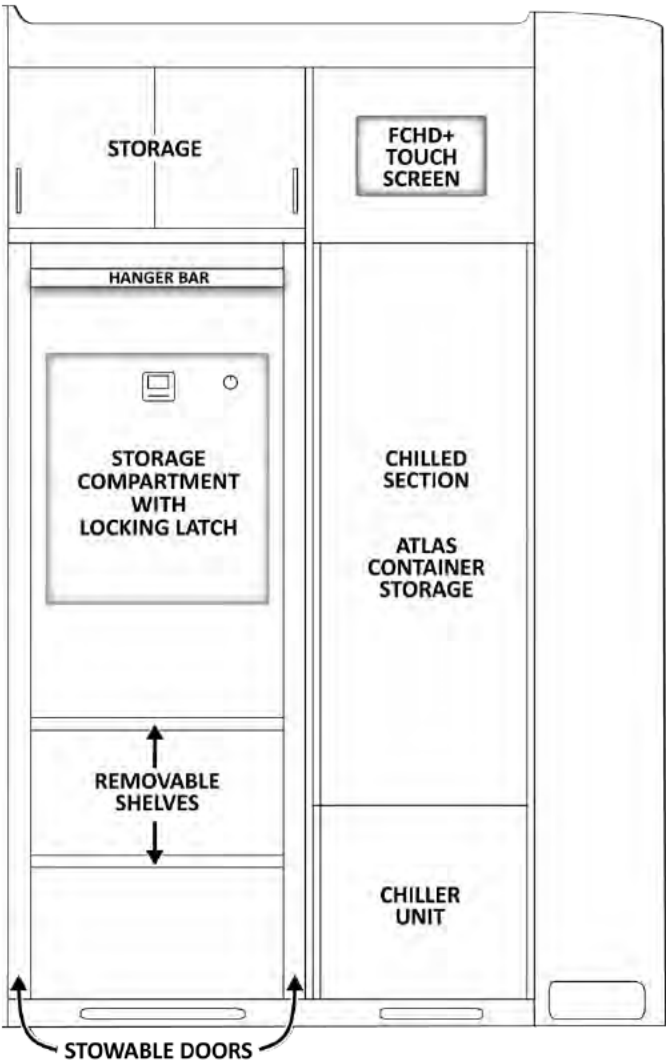 STORAGE
FCHD+
TOUCH
SCREEN
HANGER BAR
STORAGE
COMPARTMENT
WITH
LOCKING LATCH
CHILLED
SECTION
ATLAS
CONTAINER
STORAGE
REMOVABLE
SHELVES
CHILLER
UNIT
STOWABLE DOORS